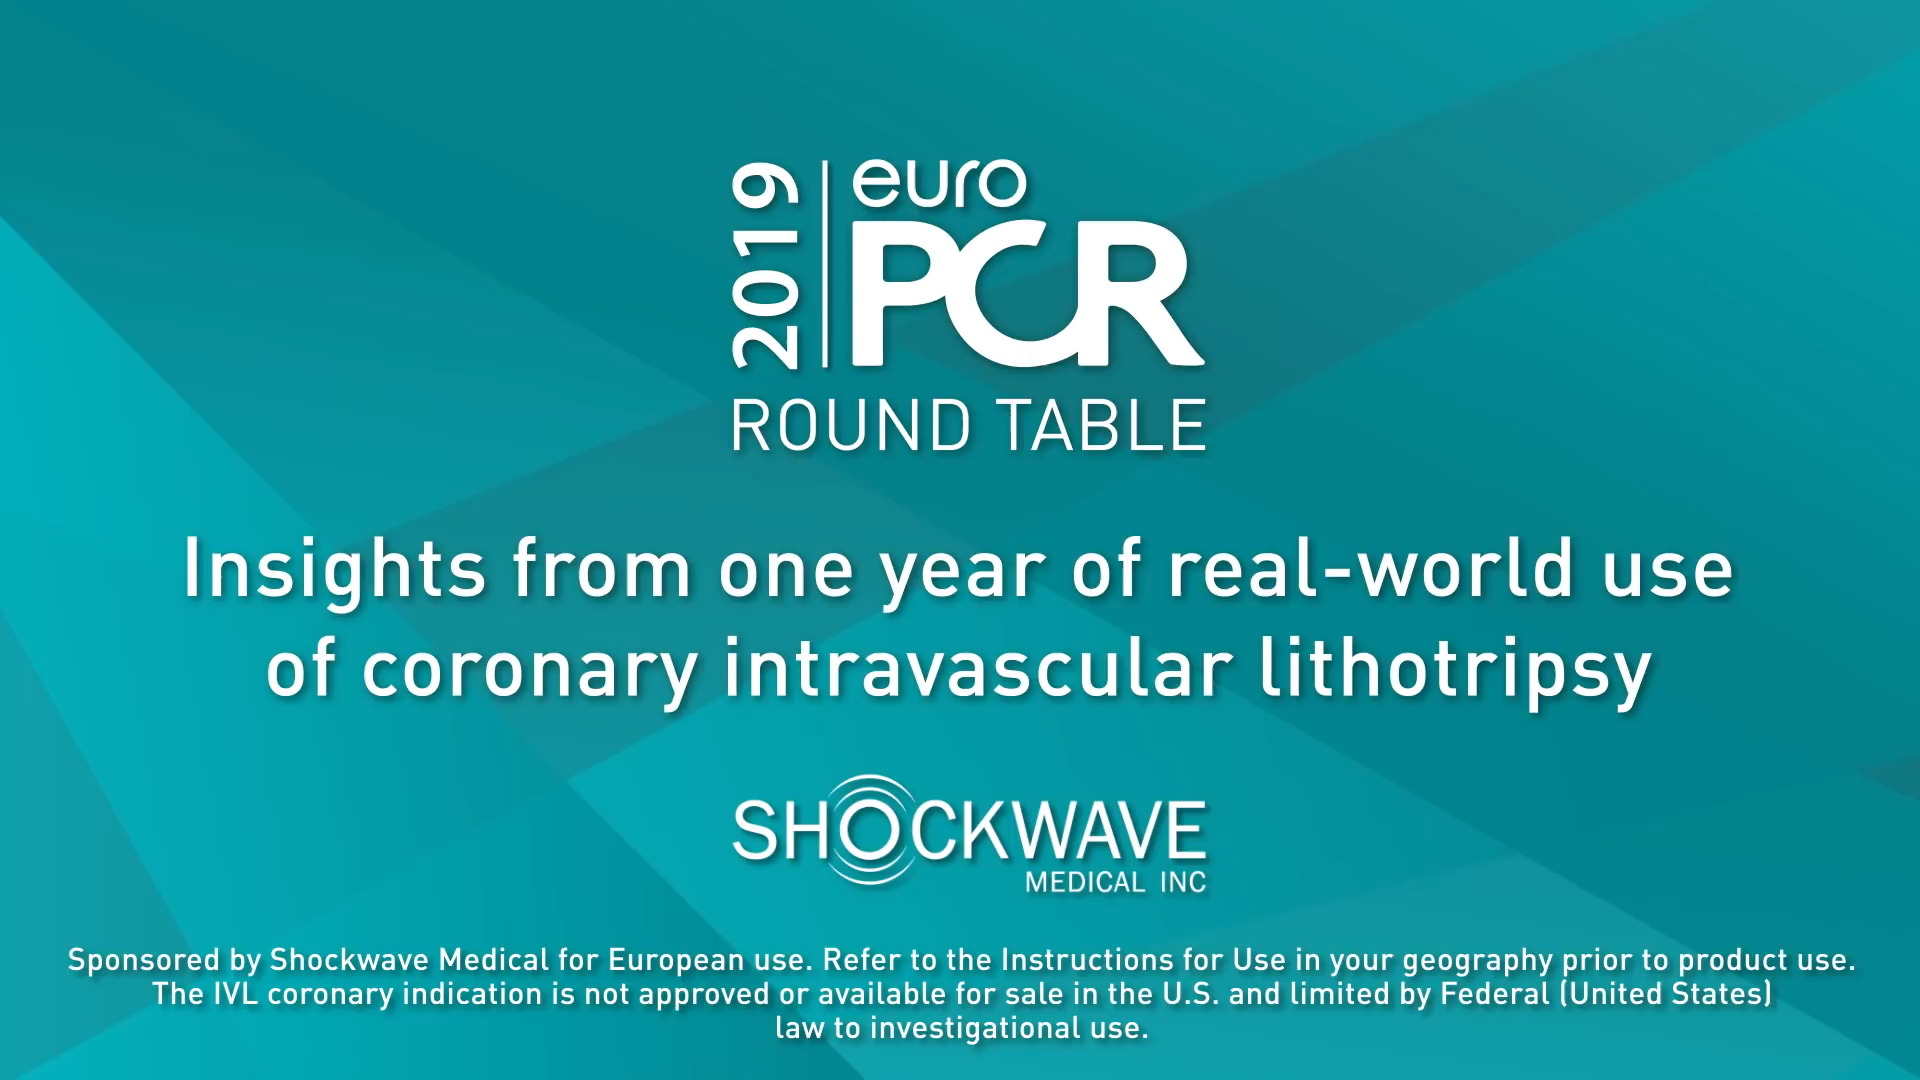 2019
euro
PCR
ROUND TABLE
Insights from one year of real-world use
of coronary intravascular lithotripsy
SHOCKWAVE
MEDICAL INC
Sponsored by Shockwave Medical for European use. Refer to the Instructions for Use in your geography prior to product use.
The IVL coronary indication is not approved or available for sale in the U.S. and limited by Federal (United States)
law to investigational use.